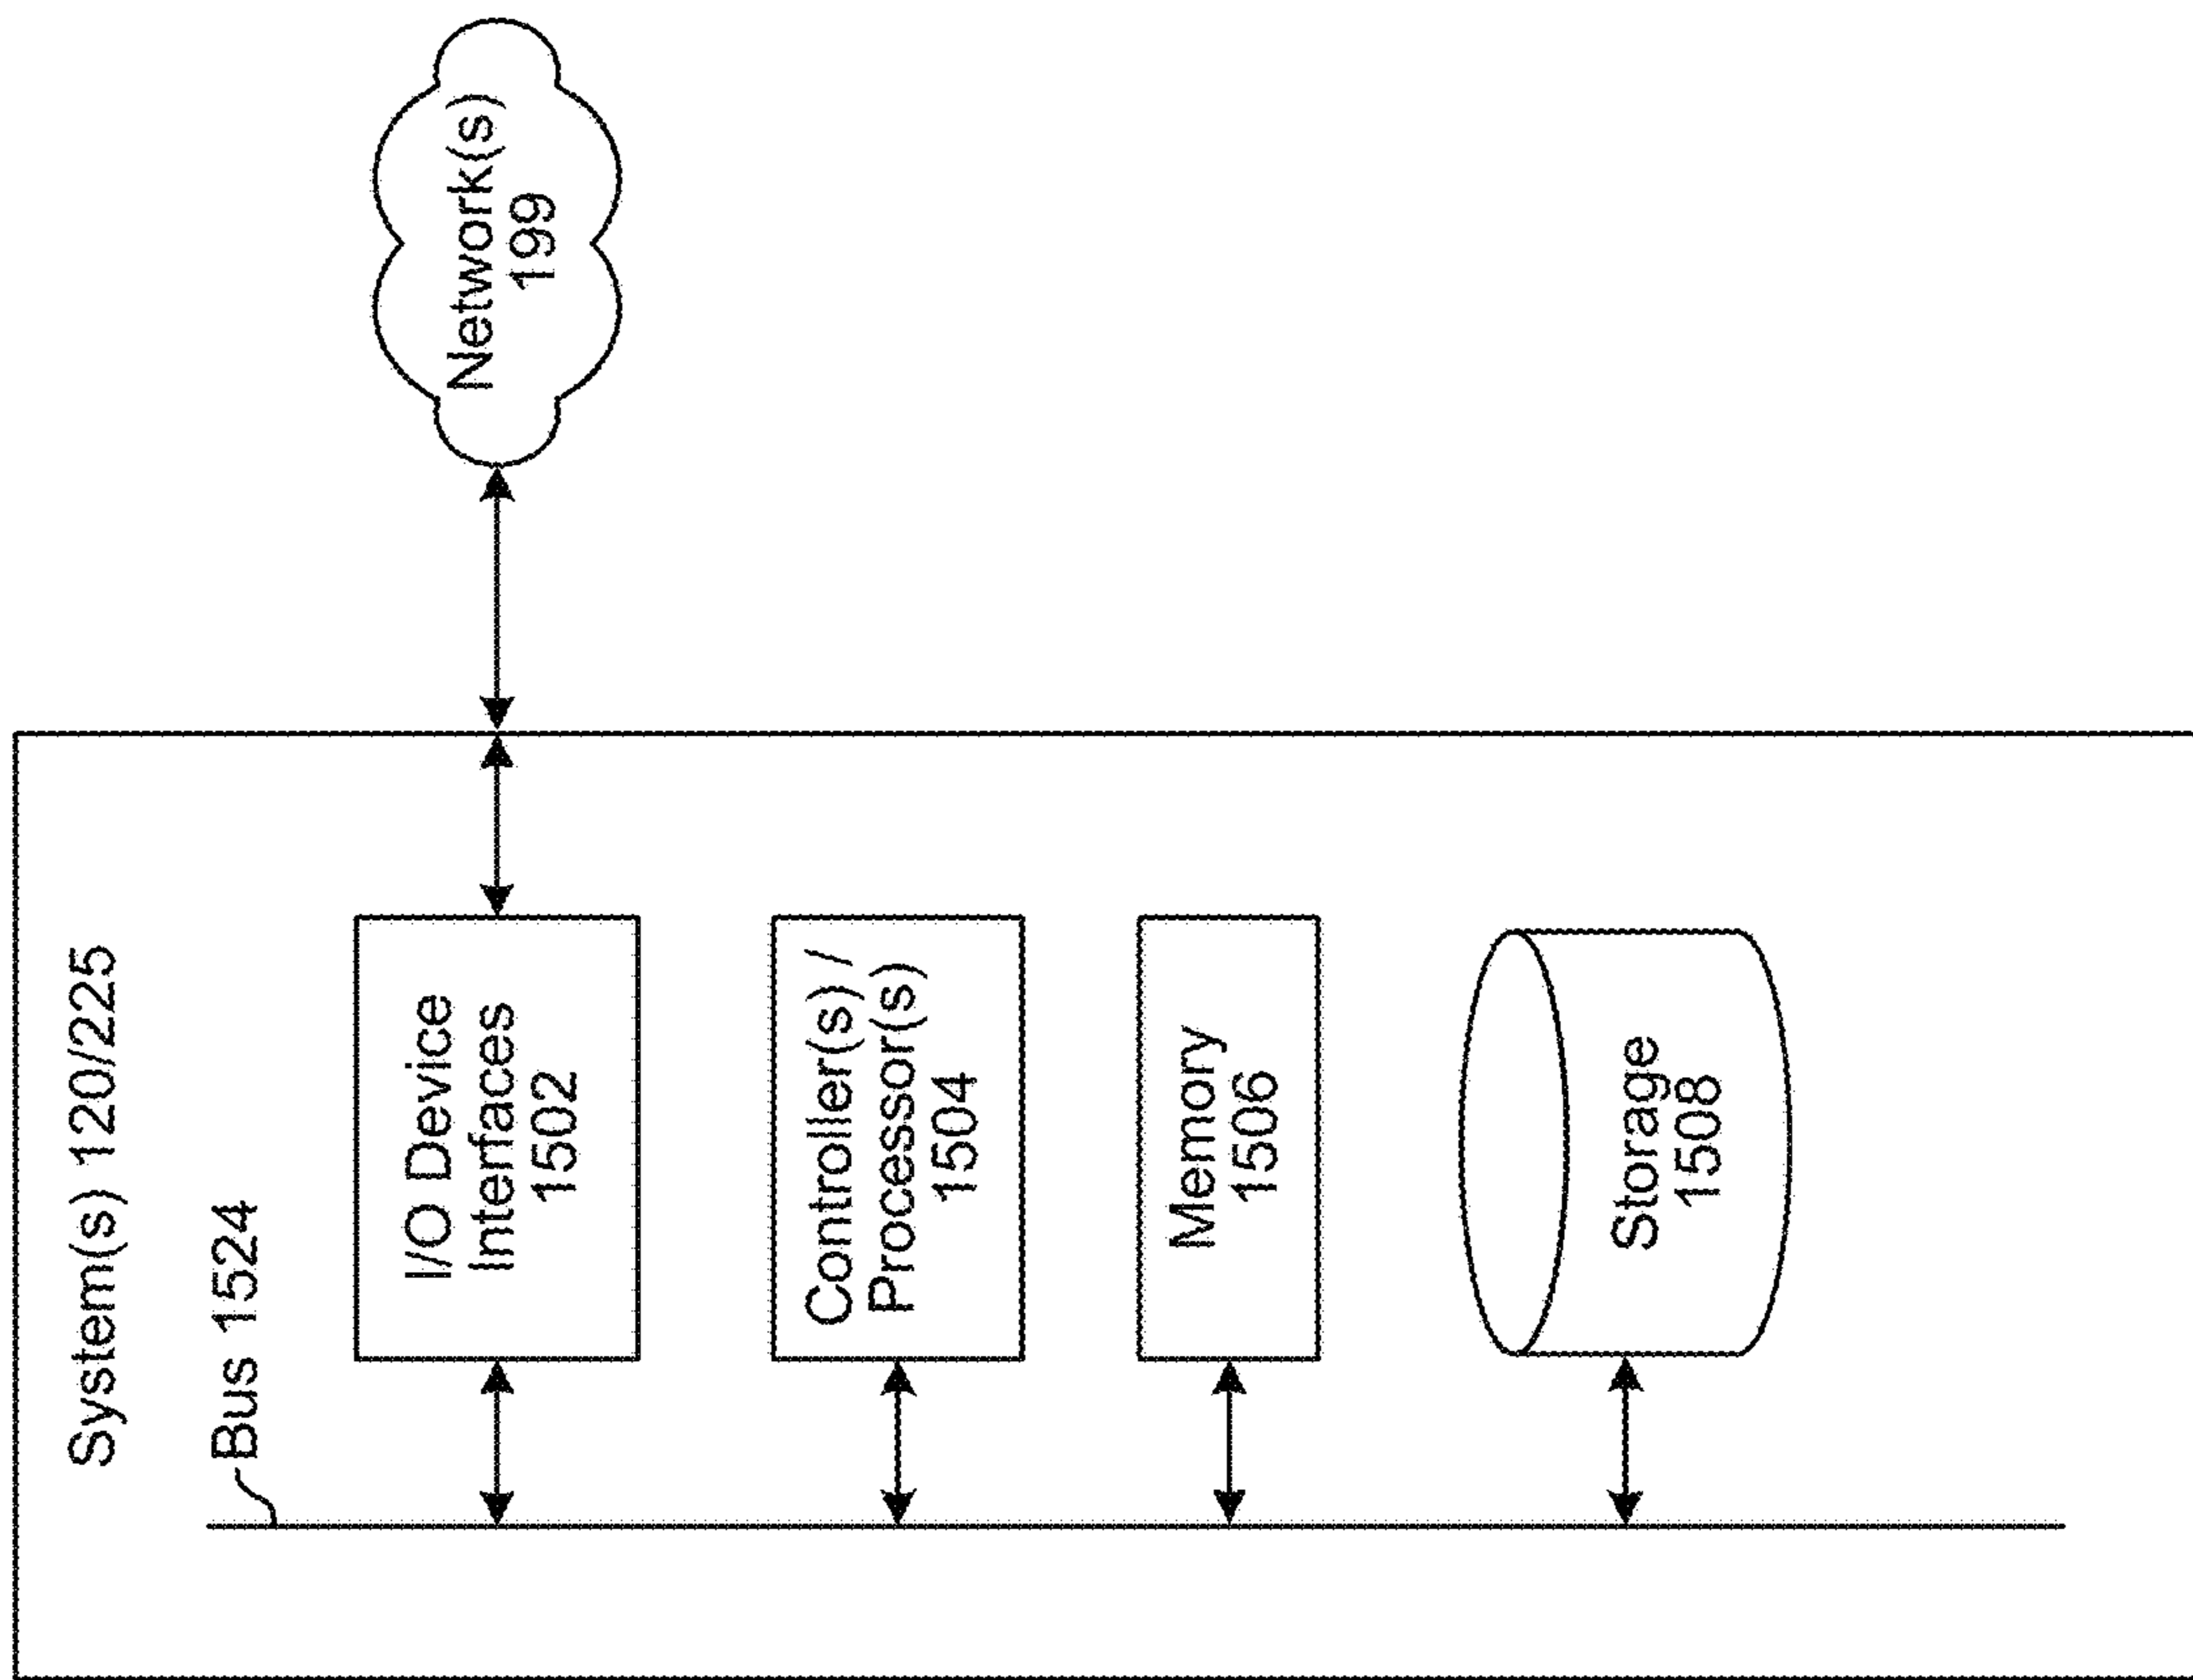 System(s) 120/225
Bus 1524
I/O Device
Interfaces
1502
Network(s)
199
Controller(s) /
Processor(s)
1504
Memory
1506
Storage
1508